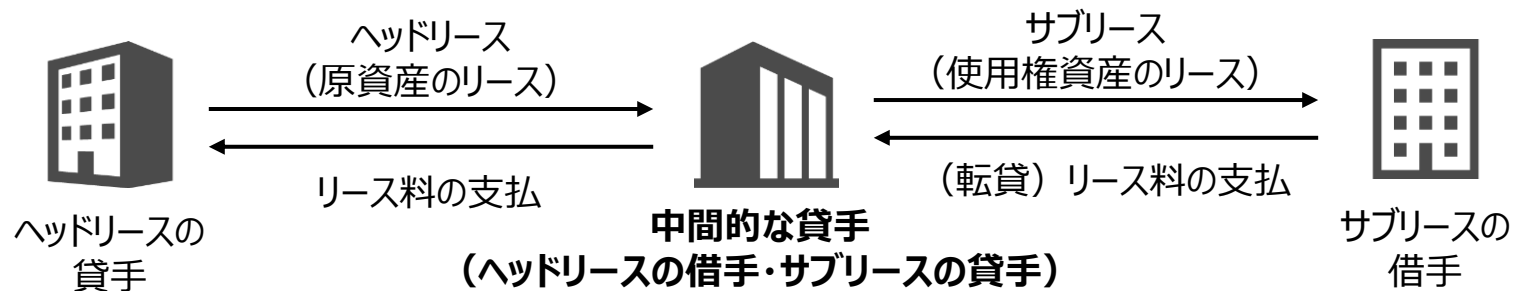 ヘッドリース
（原資産のリース）
リース料の支払
サブリース
（使用権資産のリース）
（転貸）リース料の支払
ヘッドリースの
貸手
中間的な貸手
（ヘッドリースの借手・サブリースの貸手）
サブリースの
借手